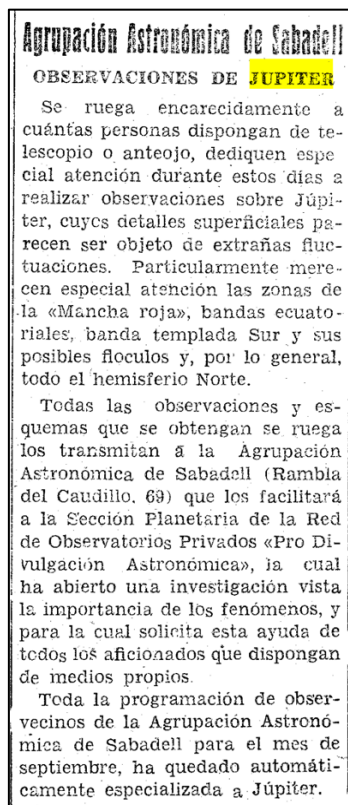 Agrupación Astronómica de Sabadell
OBSERVACIONES DE JUPITER
Se ruega encarecidamente a
cuántas personas dispongan de te-
lescopio o anteojo, dediquen espe
cial atención durante estos días a
realizar observaciones sobre Júpi-
ter, cuycs detalles superficiales pa-
recen ser objeto de extrañas fluc-
tuaciones. Particularmente mere-
cen especial atención las zonas de
la «Mancha roja», bandas ecuato-
riales, banda templada Sur y sus
posibles floculos y, por lo general,
todo el hemisferio Norte.
Todas las observaciones y es-
quemas que se obtengan se ruega
los transmitan á la Agrupación
Astronómica de Sabadell (Rambla
del Caudillo, 69) que los facilitará
a la Sección Planetaria de la Red
de Observatorios Privados «Pro Di-
vulgación Astronómica», la cual
ha abierto una investigación vista
la importancia de los fenómenos, y
para la cual solicita esta ayuda de
tcdos los aficionados que dispongan
de medios propios.
Toda la programación de obser-
vecinos de la Agrupación Astronó-
mica de Sabadell para el mes de
septiembre, ha quedado automáti-
camente especializada a Júpiter.